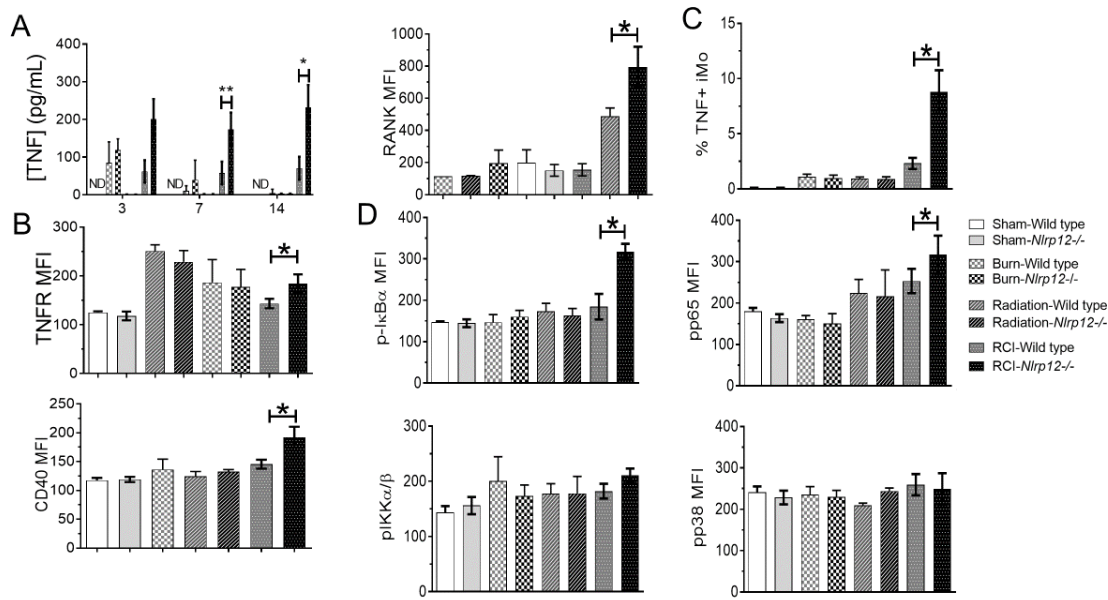 A
400
300
200
100
0
[TNF] (pg/mL)
ND
ND
ND
**
*
3
7
14
1000
800
600
400
200
100
0
RANK MFI
*
C
15
10
5
0
% TNF+ iMo
*
B
300
200
100
0
TNFR MFI
*
D
400
300
200
100
0
p-IκBα MFI
*
400
300
200
100
0
pp65 MFI
*
Sham-Wild type
Sham-Nlrp12-/-
Burn-Wild type
Burn-Nlrp12-/-
Radiation-Wild type
Radiation-Nlrp12-/-
RCI-Wild type
RCI-Nlrp12-/-
250
200
150
100
50
0
CD40 MFI
*
300
200
100
0
pIKKα/β
400
300
200
100
0
pp38 MFI